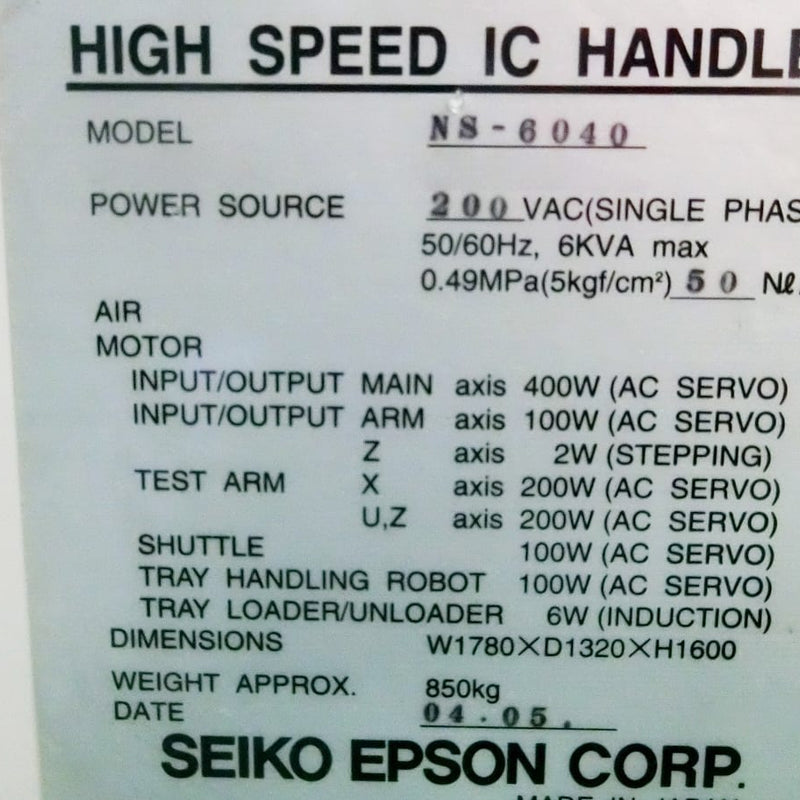 HIGH SPEED IC HANDLE
MODEL NS-6040
POWER SOURCE 200 VAC(SINGLE PHAS
50/60Hz, 6KVA max
0.49MPa(5kgf/cm²) 50 Nℓ
AIR
MOTOR
INPUT/OUTPUT MAIN axis 400W (AC SERVO)
INPUT/OUTPUT ARM axis 100W (AC SERVO)
Z axis 2W (STEPPING)
TEST ARM X axis 200W (AC SERVO)
U,Z axis 200W (AC SERVO)
SHUTTLE 100W (AC SERVO)
TRAY HANDLING ROBOT 100W (AC SERVO)
TRAY LOADER/UNLOADER 6W (INDUCTION)
DIMENSIONS W1780×D1320×H1600
WEIGHT APPROX. 850kg
DATE 04.05.
SEIKO EPSON CORP.